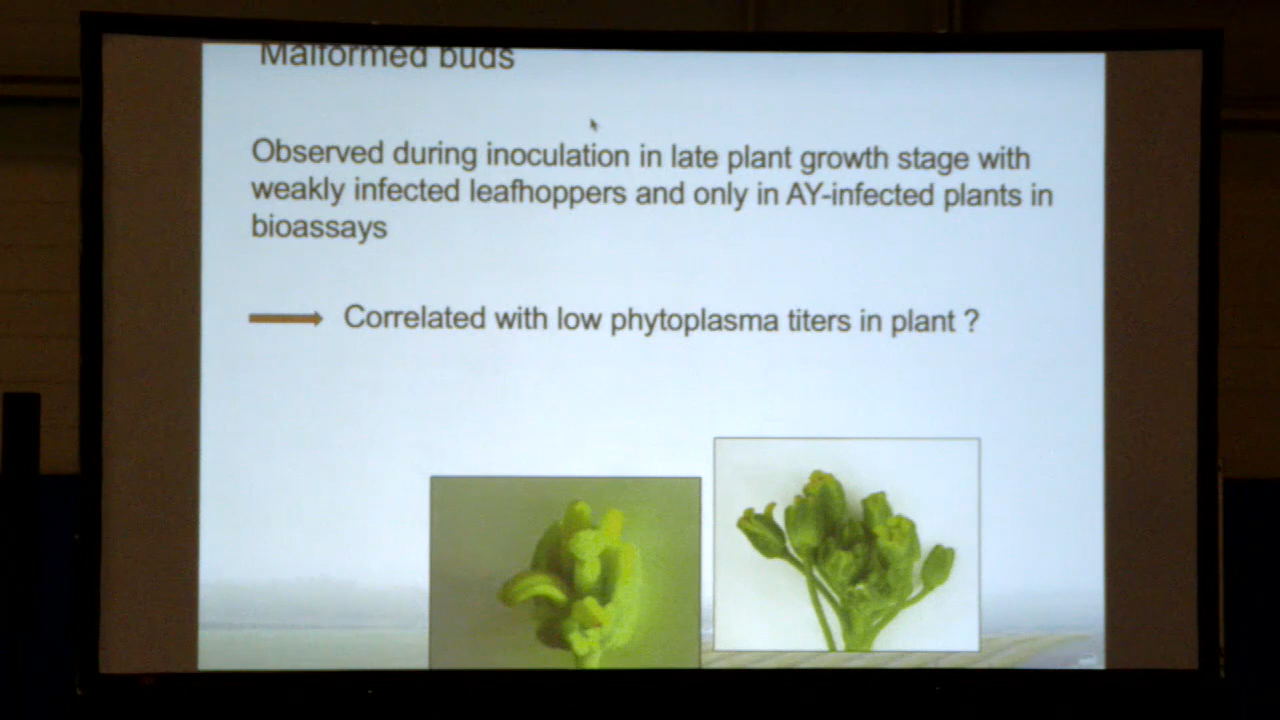 Malformed buds
Observed during inoculation in late plant growth stage with
weakly infected leafhoppers and only in AY-infected plants in
bioassays
Correlated with low phytoplasma titers in plant ?